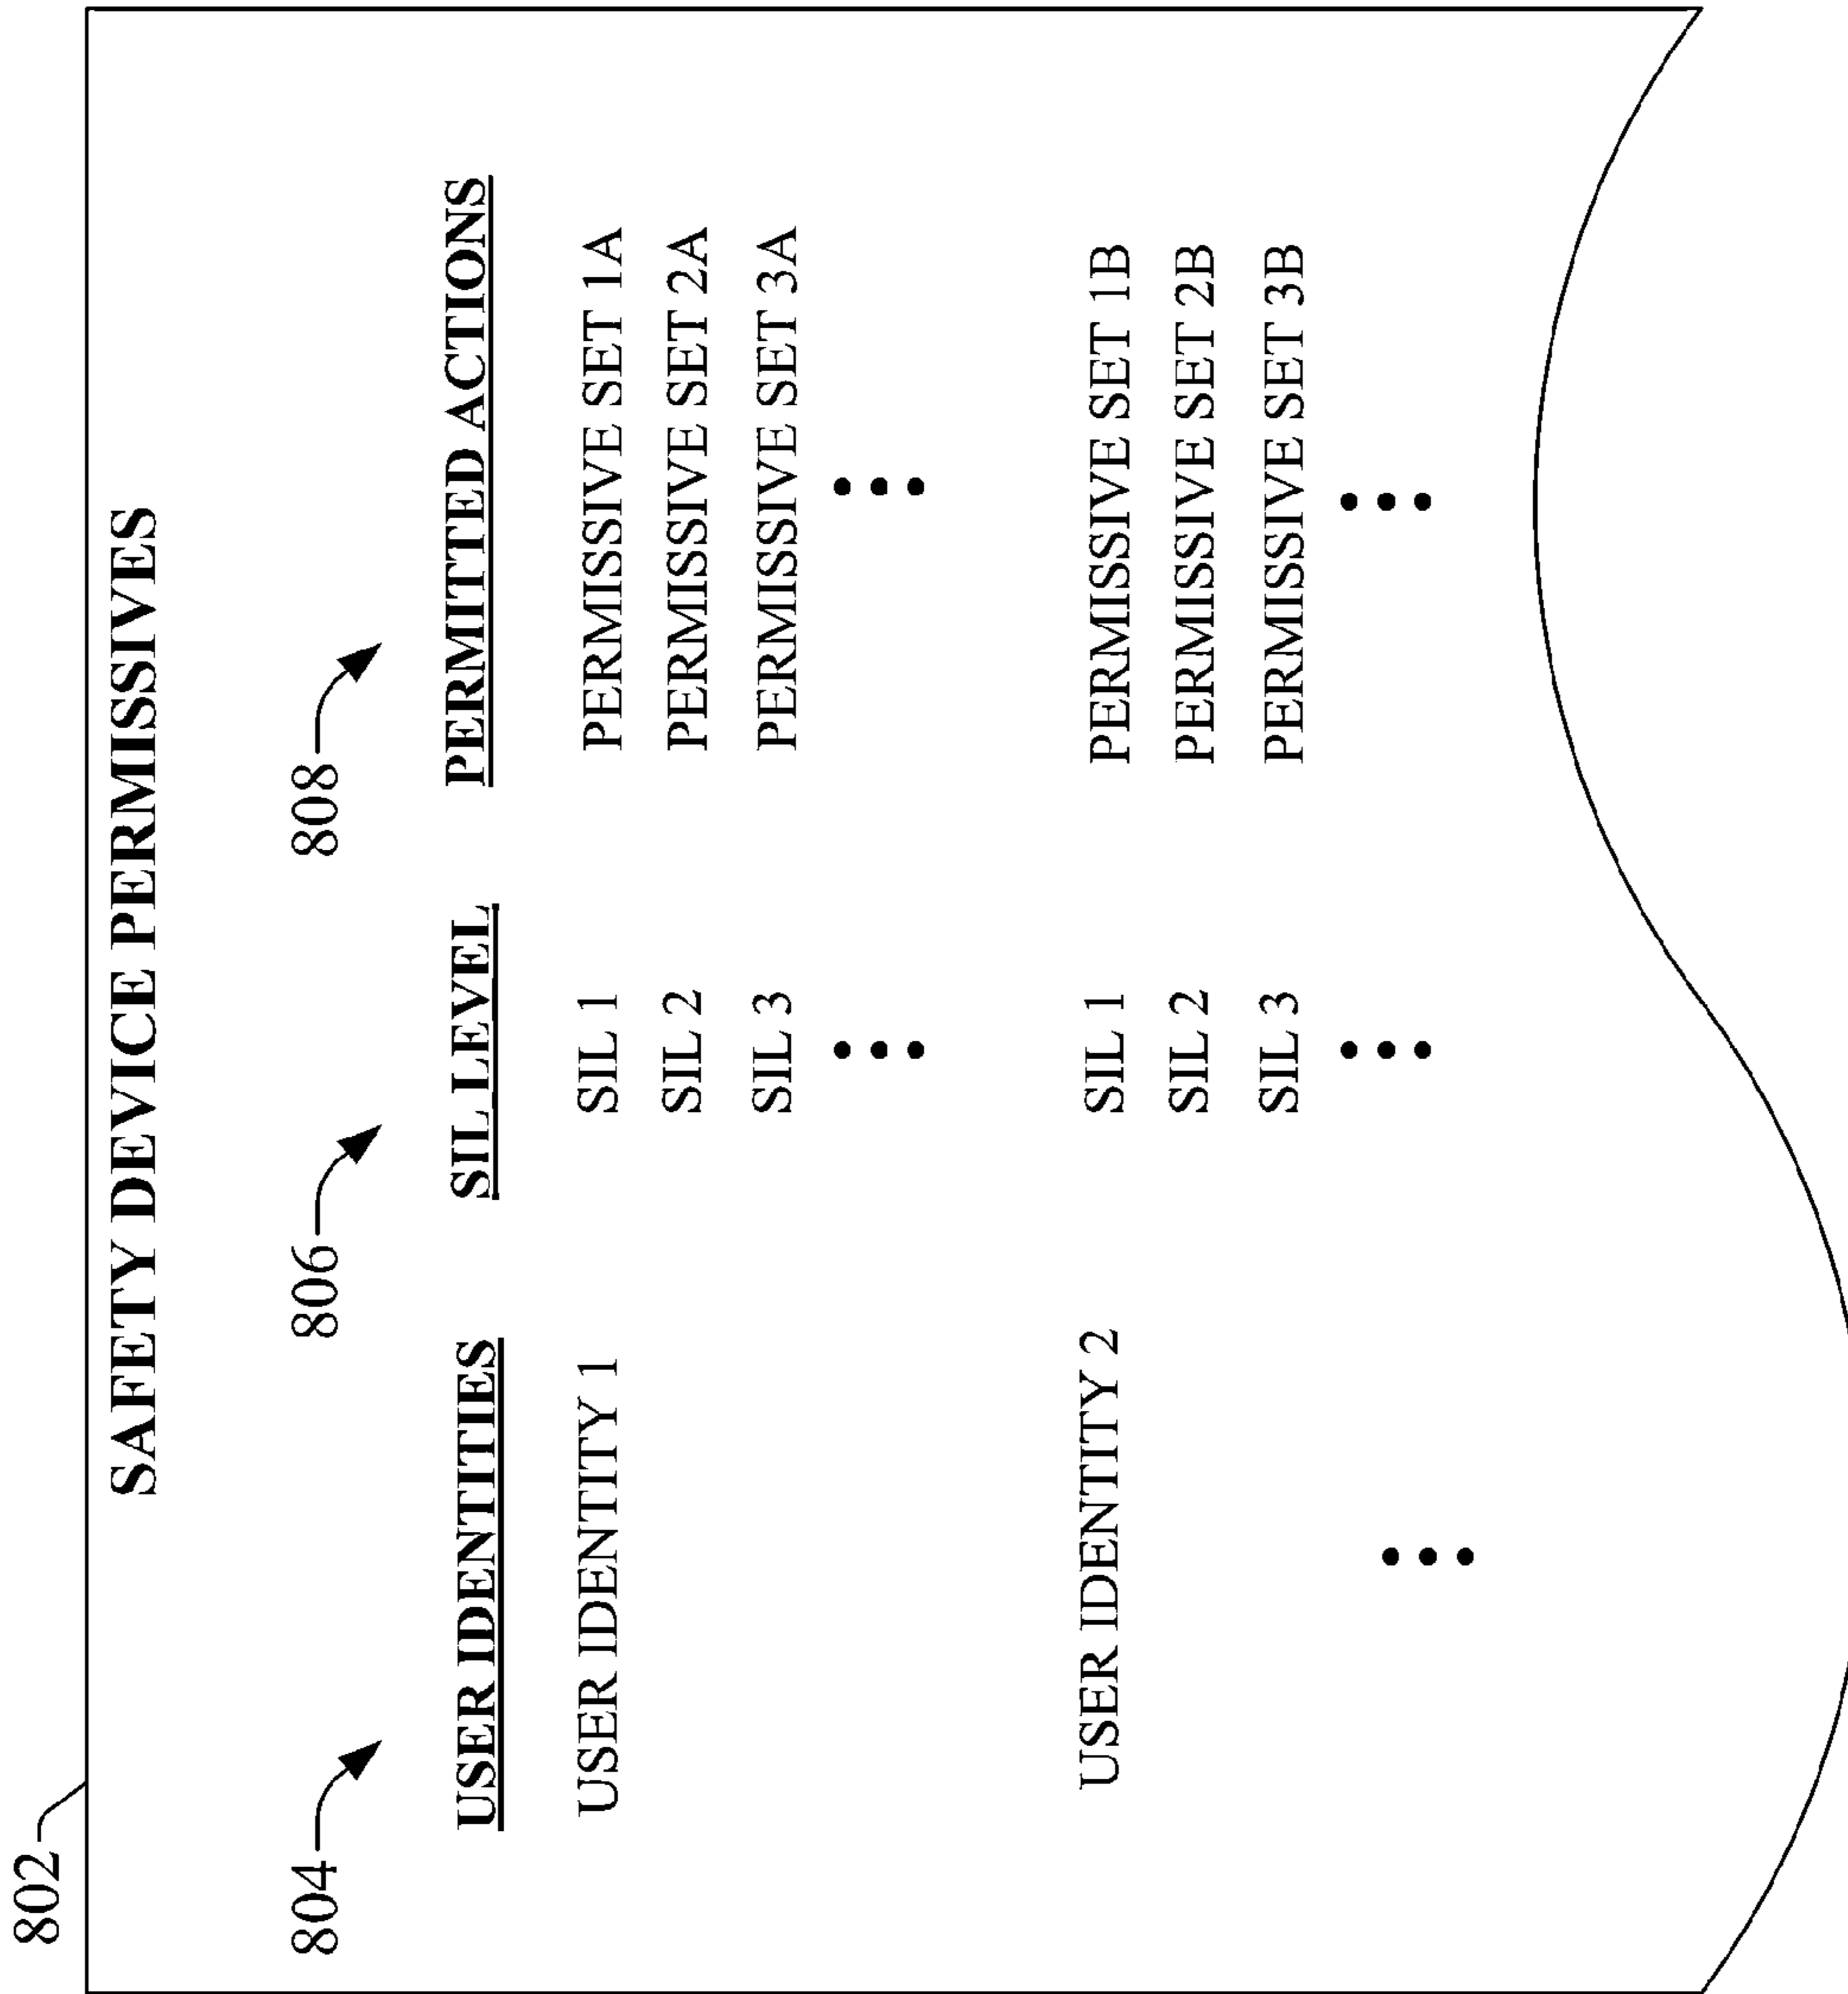 802
SAFETY DEVICE PERMISSIVES
804 806 808
USER IDENTITIES SIL LEVEL PERMITTED ACTIONS
USER IDENTITY 1 SIL 1 PERMISSIVE SET 1A
SIL 2 PERMISSIVE SET 2A
SIL 3 PERMISSIVE SET 3A
USER IDENTITY 2 SIL 1 PERMISSIVE SET 1B
SIL 2 PERMISSIVE SET 2B
SIL 3 PERMISSIVE SET 3B